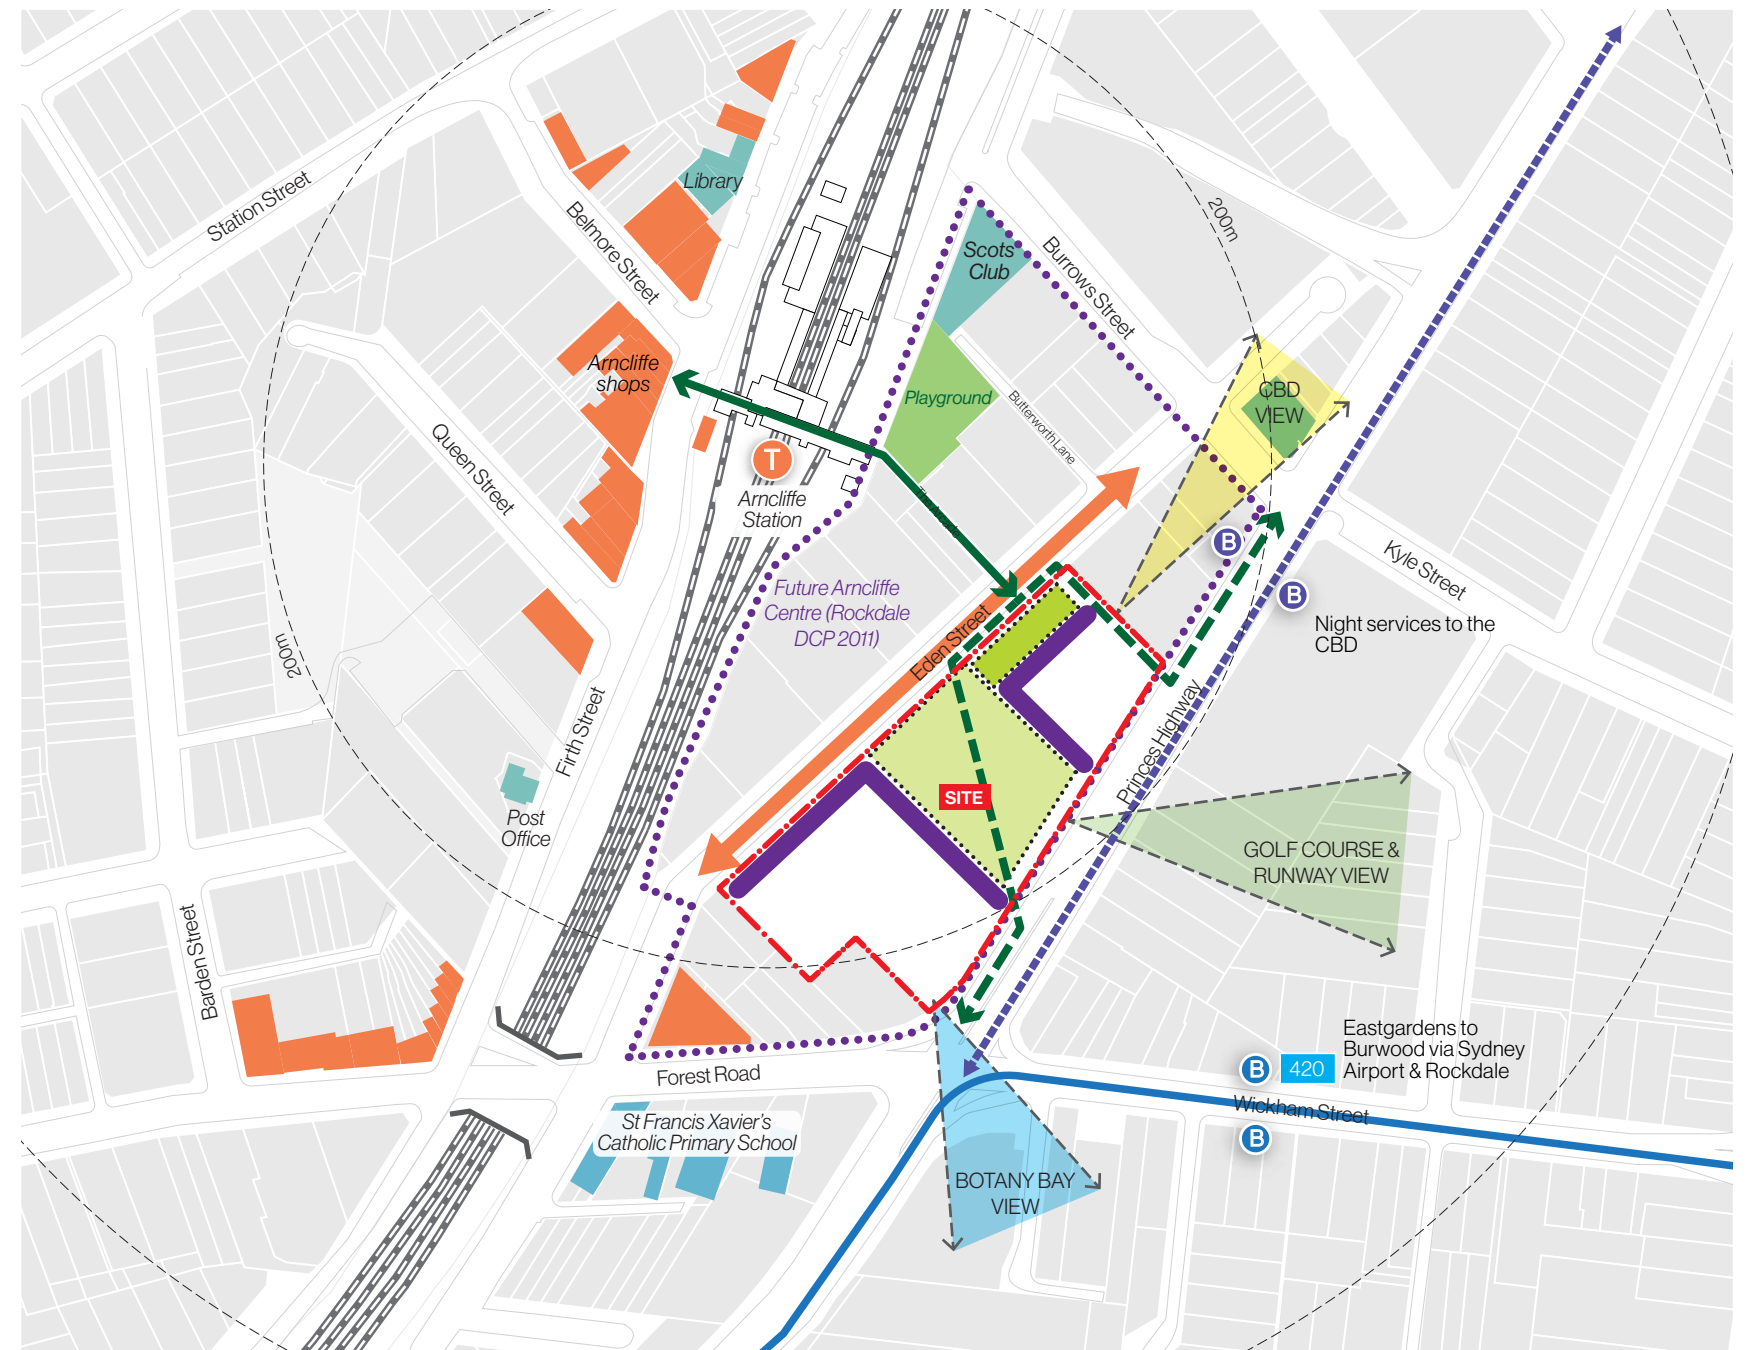 Station Street
Belmore Street
Library
200m
Scots
Club
Burrows Street
Arncliffe
shops
Playground
Butterworth Lane
CBD
VIEW
Queen Street
T
Arncliffe
Station
B
Kyle Street
B
Night services to the
CBD
Future Arncliffe
Centre (Rockdale
DCP 2011)
Eden Street
200m
Firth Street
Princes Highway
SITE
Post
Office
GOLF COURSE &
RUNWAY VIEW
Barden Street
Forest Road
B
420
Eastgardens to
Burwood via Sydney
Airport & Rockdale
Wickham Street
B
St Francis Xavier's
Catholic Primary School
BOTANY BAY
VIEW